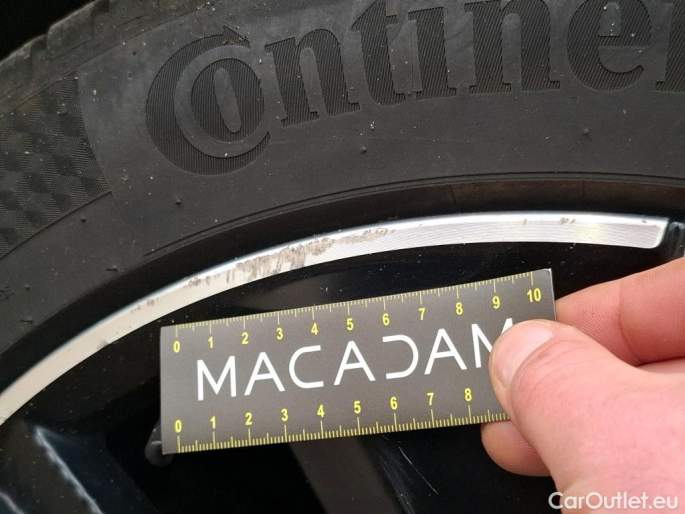 Contine
0 1 2 3 4 5 6 7 8 9 10
MACADAM
0 1 2 3 4 5 6 7 8
CarOutlet.eu